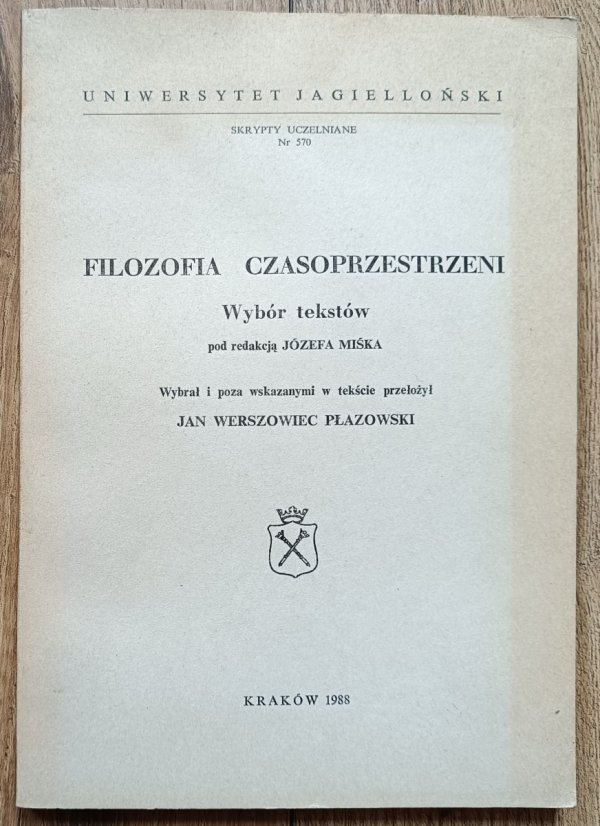 UNIWERSYTET JAGIELLOŃSKI
SKRYPTY UCZELNIANE
Nr 570
FILOZOFIA CZASOPRZESTRZENI
Wybór tekstów
pod redakcją JÓZEFA MIŚKA
Wybrał i poza wskazanymi w tekście przełożył
JAN WERSZOWIEC PŁAZOWSKI
KRAKÓW 1988